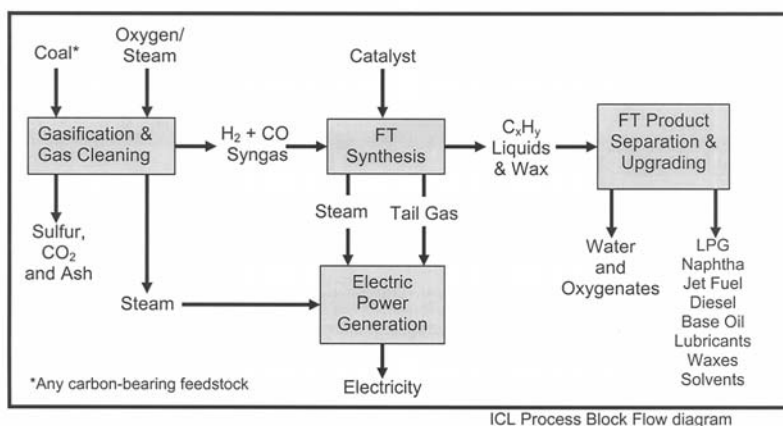 Coal*
Oxygen/
Steam
Catalyst
Gasification &
Gas Cleaning
H₂ + CO
Syngas
FT
Synthesis
CₓHᵧ
Liquids
& Wax
FT Product
Separation &
Upgrading
Sulfur,
CO₂
and Ash
Steam
Steam
Tail Gas
Electric
Power
Generation
Electricity
Water
and
Oxygenates
LPG
Naphtha
Jet Fuel
Diesel
Base Oil
Lubricants
Waxes
Solvents
*Any carbon-bearing feedstock
ICL Process Block Flow diagram